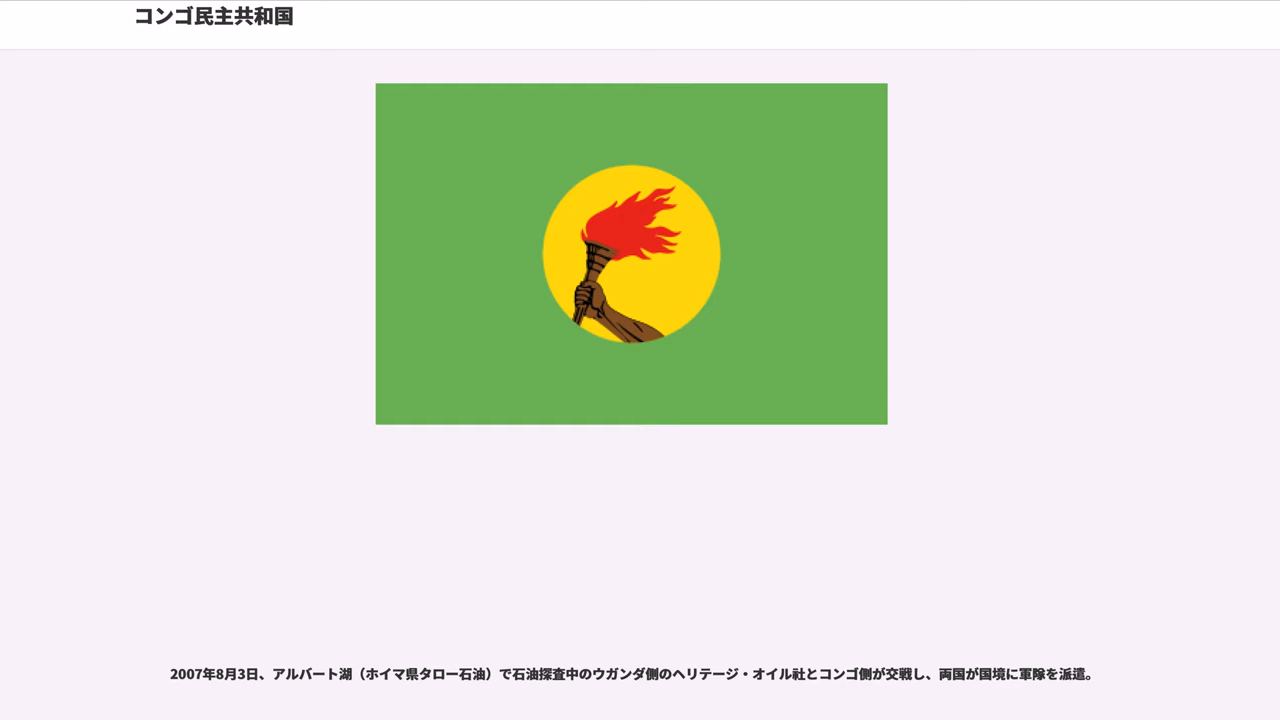 コンゴ民主共和国
2007年8月3日、アルバート湖（ホイマ県タロー石油）で石油探査中のウガンダ側のヘリテージ・オイル社とコンゴ側が交戦し、両国が国境に軍隊を派遣。